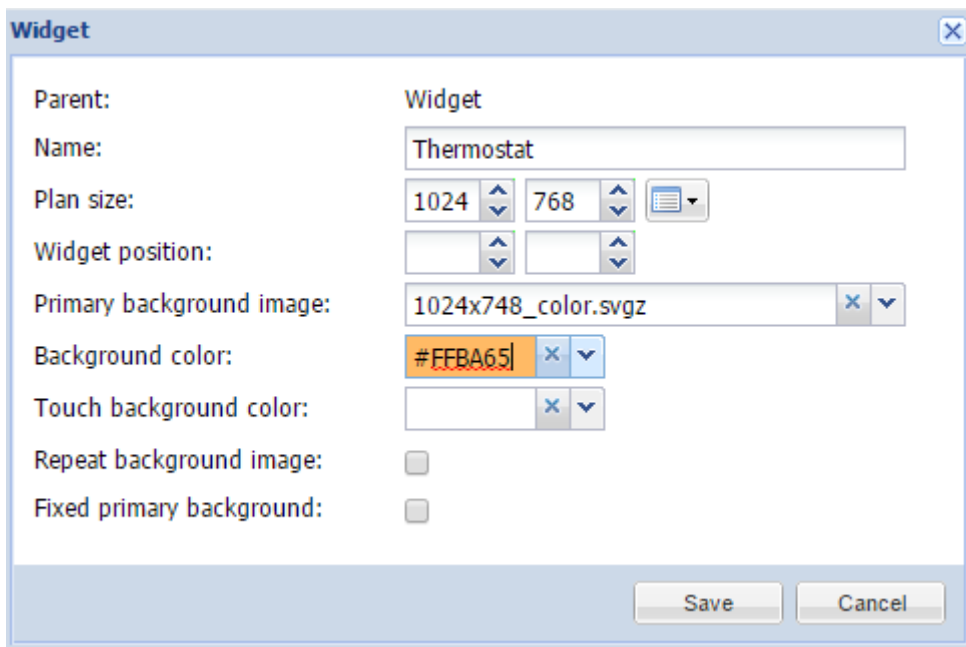 Widget
Parent: Widget
Name: Thermostat
Plan size: 1024 768
Widget position:
Primary background image: 1024x748_color.svgz
Background color: #FFBA65
Touch background color:
Repeat background image:
Fixed primary background:
Save Cancel